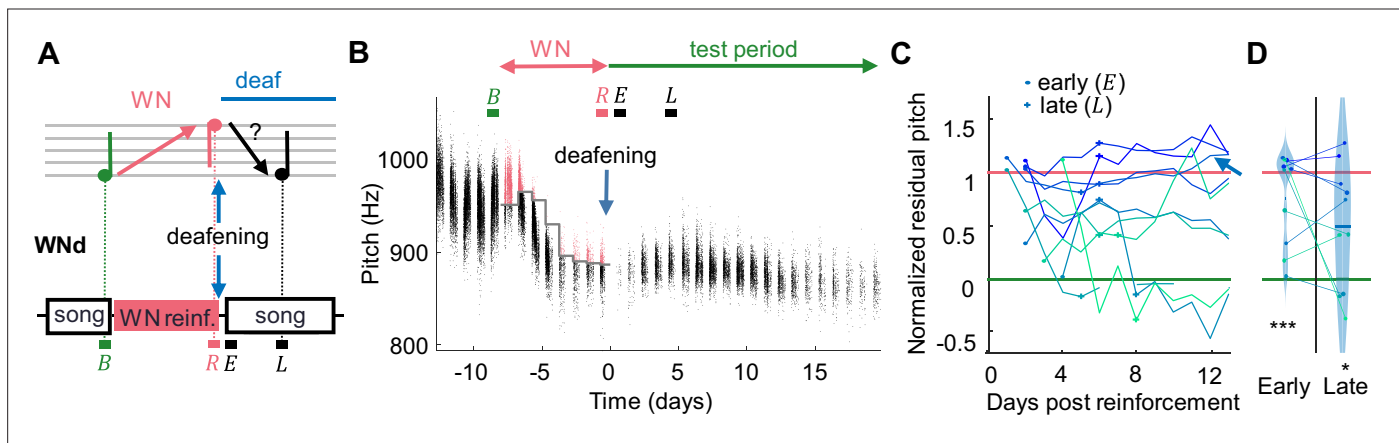 A
deaf
WN
?
B
deafening
WNd
song
WN reinf.
song
B
R
E
L
B
WN
test period
B
R
E
L
deafening
1000
900
800
Pitch (Hz)
-10
-5
0
5
10
15
Time (days)
C
early (E)
late (L)
1.5
1
0.5
0
-0.5
Normalized residual pitch
0
4
8
12
Days post reinforcement
D
***
*
Early
Late